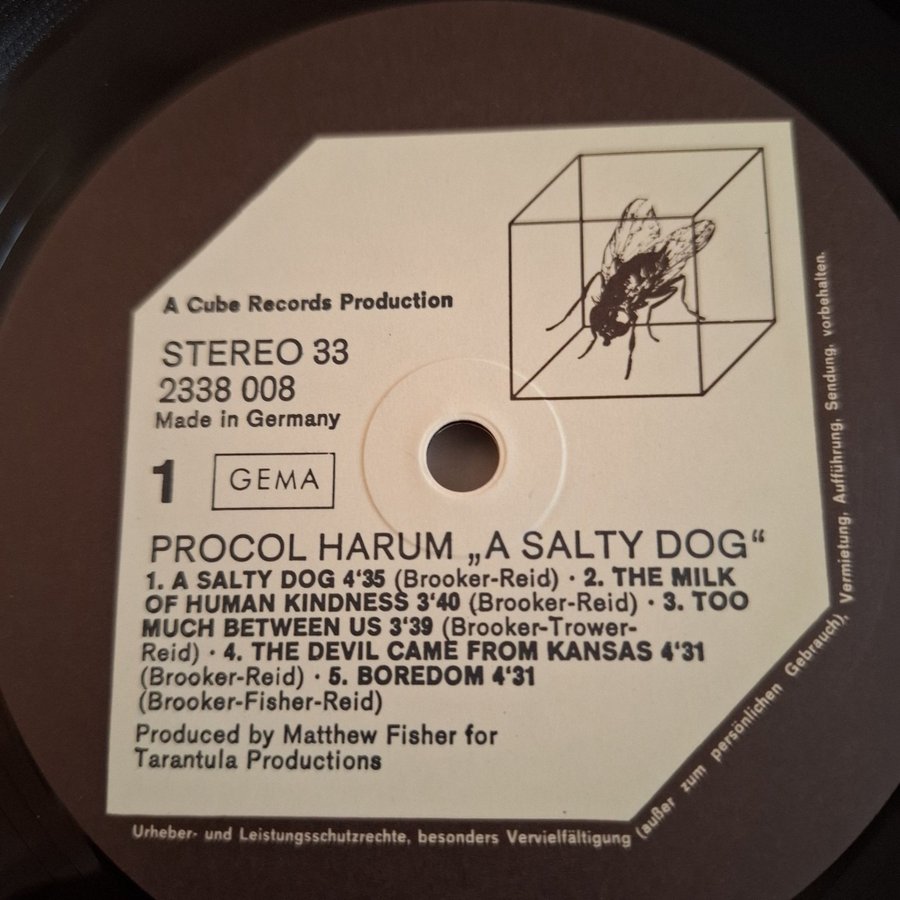 A Cube Records Production
STEREO 33
2338 008
Made in Germany
1 GEMA
PROCOL HARUM „A SALTY DOG“
1. A SALTY DOG 4‘35 (Brooker-Reid) · 2. THE MILK
OF HUMAN KINDNESS 3‘40 (Brooker-Reid) · 3. TOO
MUCH BETWEEN US 3‘39 (Brooker-Trower-
Reid) · 4. THE DEVIL CAME FROM KANSAS 4‘31
(Brooker-Reid) · 5. BOREDOM 4‘31
(Brooker-Fisher-Reid)
Produced by Matthew Fisher for
Tarantula Productions
Urheber- und Leistungsschutzrechte, besonders Vervielfältigung (außer zum persönlichen Gebrauch), Vermietung, Aufführung, Sendung, vorbehalten.